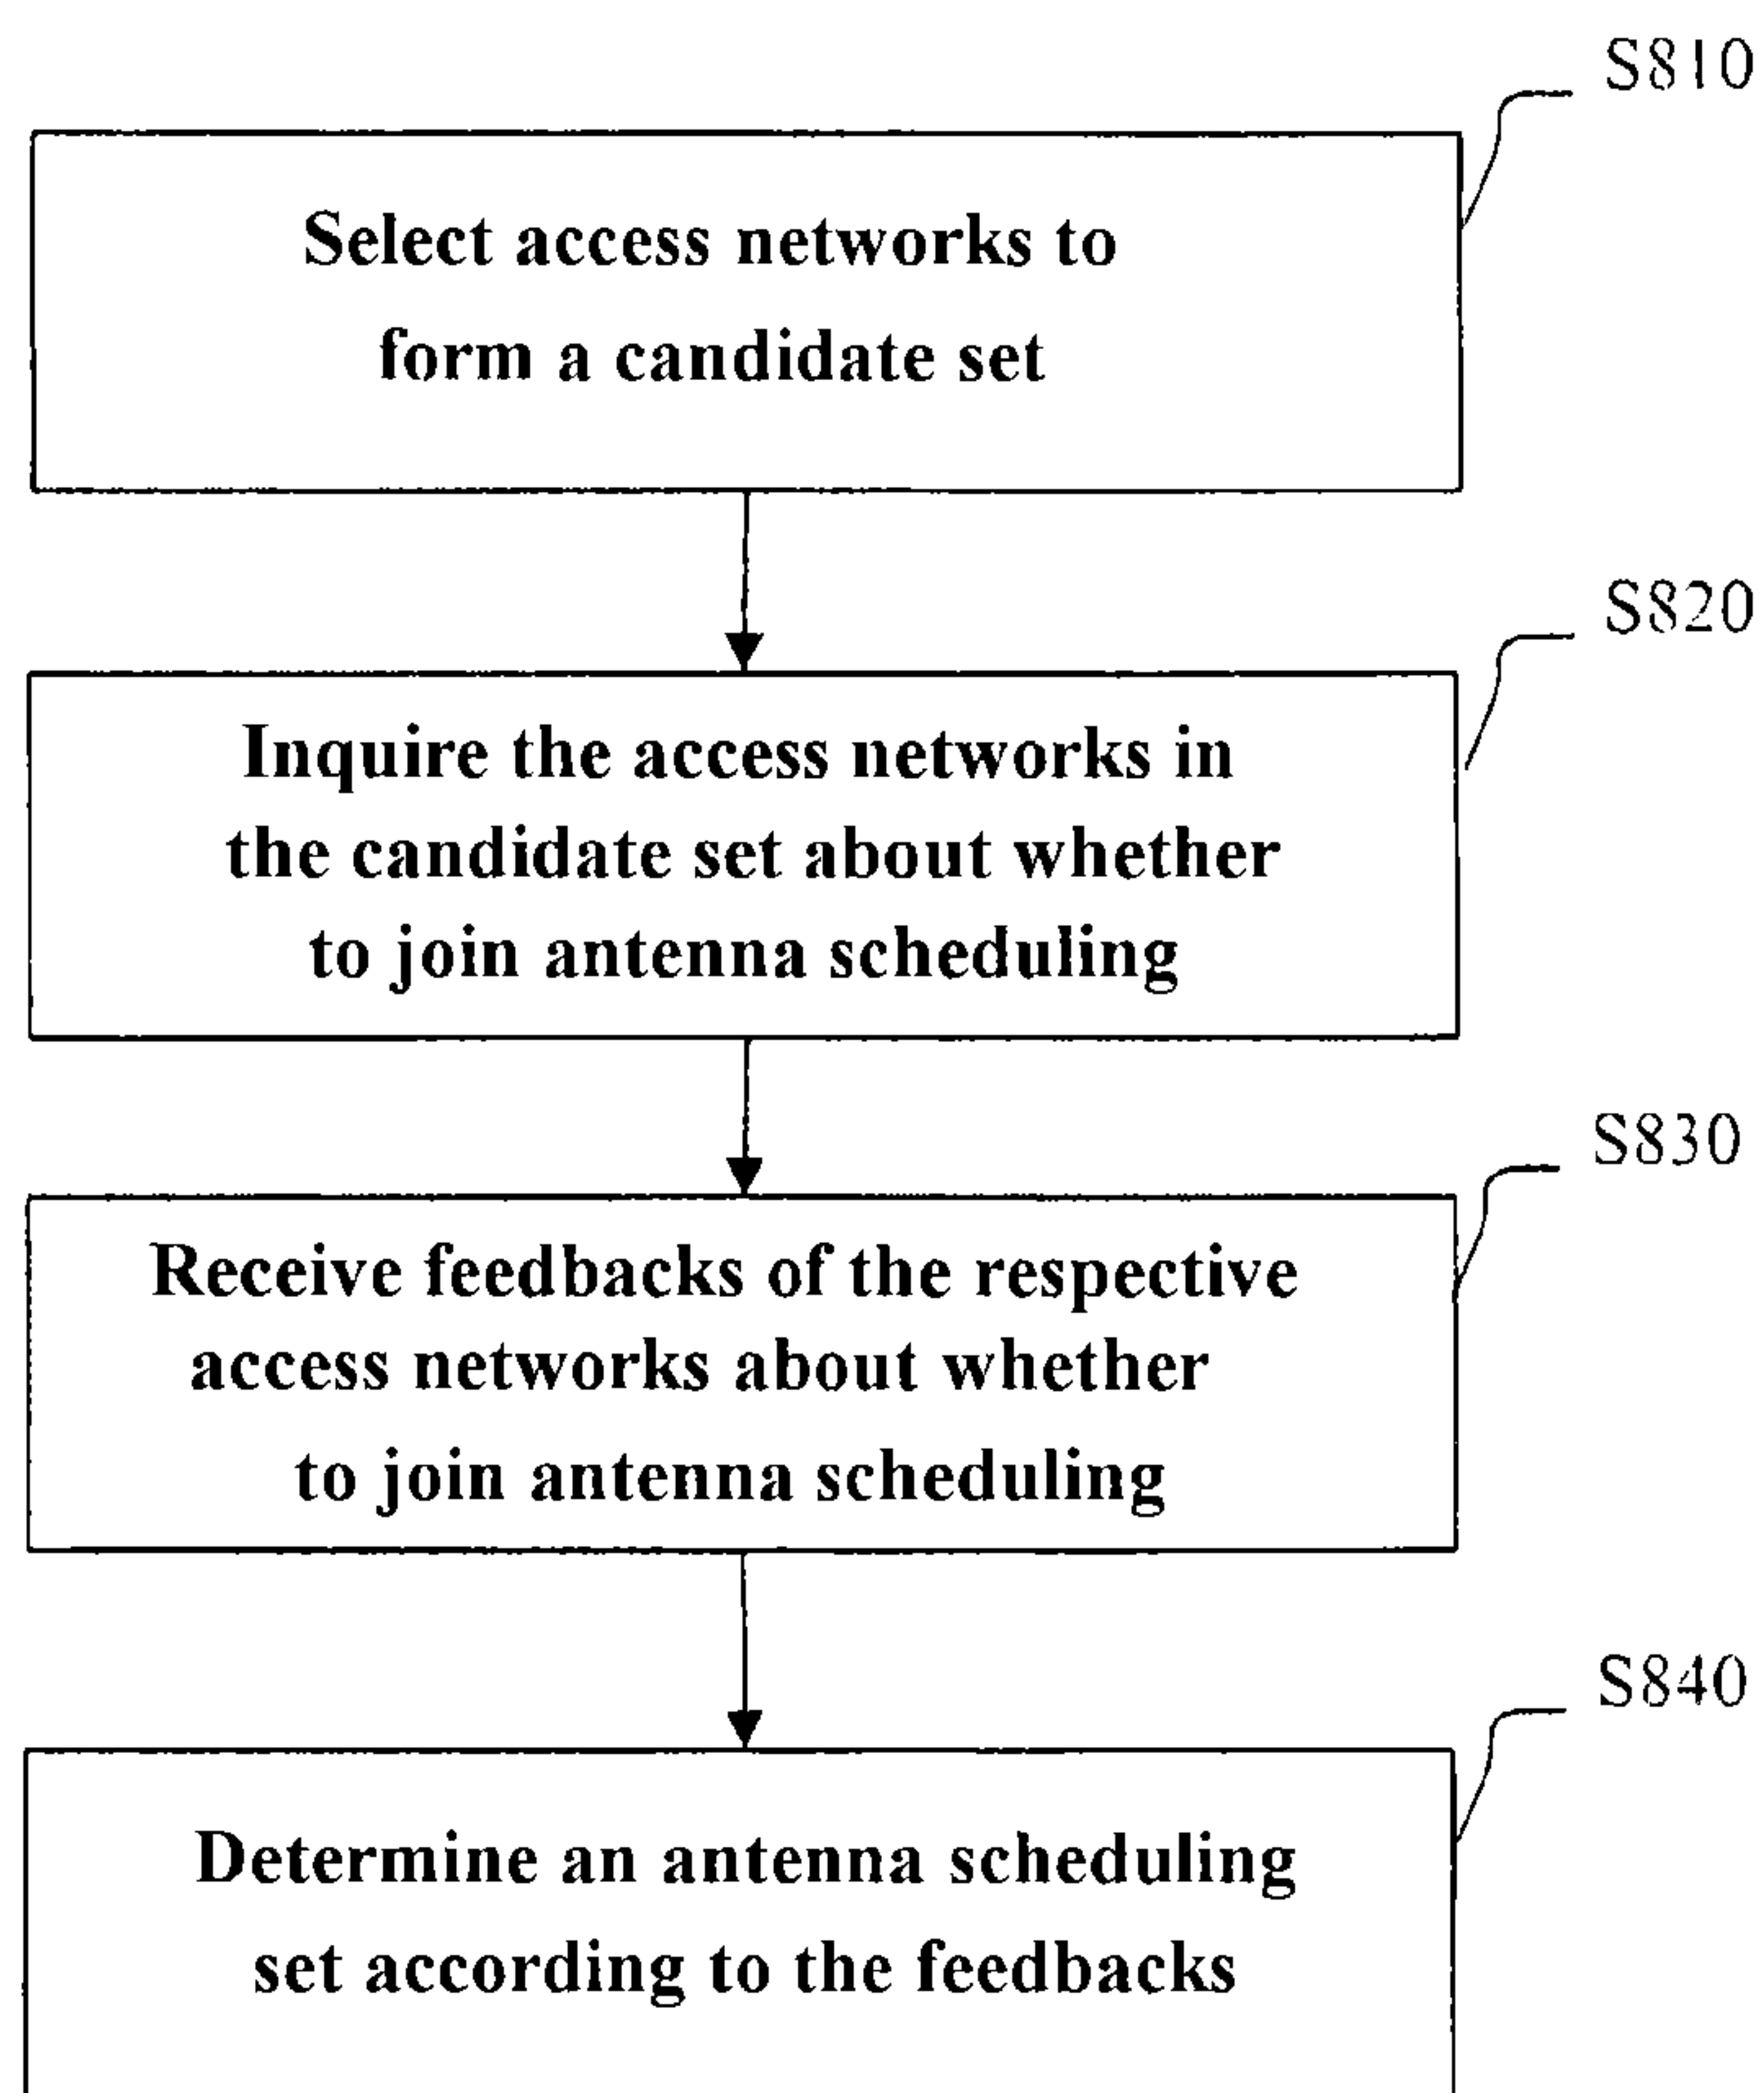 S810
Select access networks to
form a candidate set
S820
Inquire the access networks in
the candidate set about whether
to join antenna scheduling
S830
Receive feedbacks of the respective
access networks about whether
to join antenna scheduling
S840
Determine an antenna scheduling
set according to the feedbacks